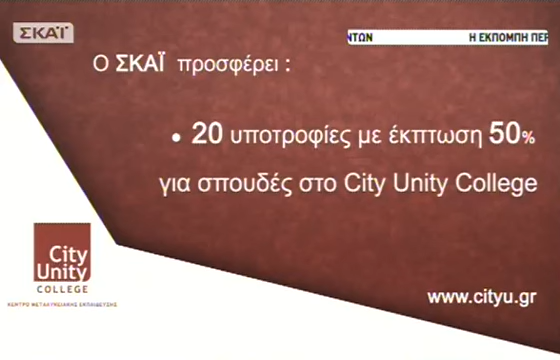 ΣΚΑΪ
ΝΤΩΝ Η ΕΚΠΟΜΠΗ ΠΕΡ
Ο ΣΚΑΪ προσφέρει :
• 20 υποτροφίες με έκπτωση 50%
για σπουδές στο City Unity College
City
Unity
COLLEGE
ΚΕΝΤΡΟ ΜΕΤΑΛΥΚΕΙΑΚΗΣ ΕΚΠΑΙΔΕΥΣΗΣ
www.cityu.gr